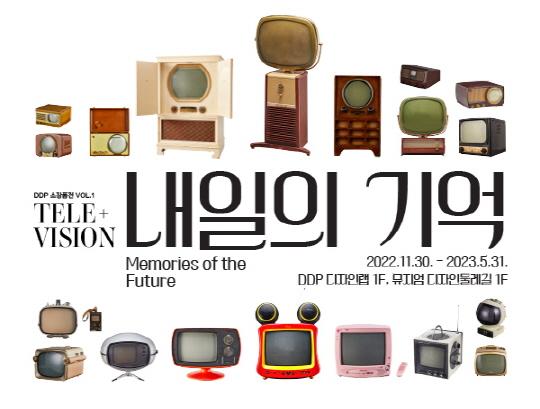 DDP 소장품전 VOL.1
TELE+
VISION
내일의 기억
Memories of the
Future
2022.11.30. - 2023.5.31.
DDP 디자인랩 1F, 뮤지엄 디자인둘레길 1F